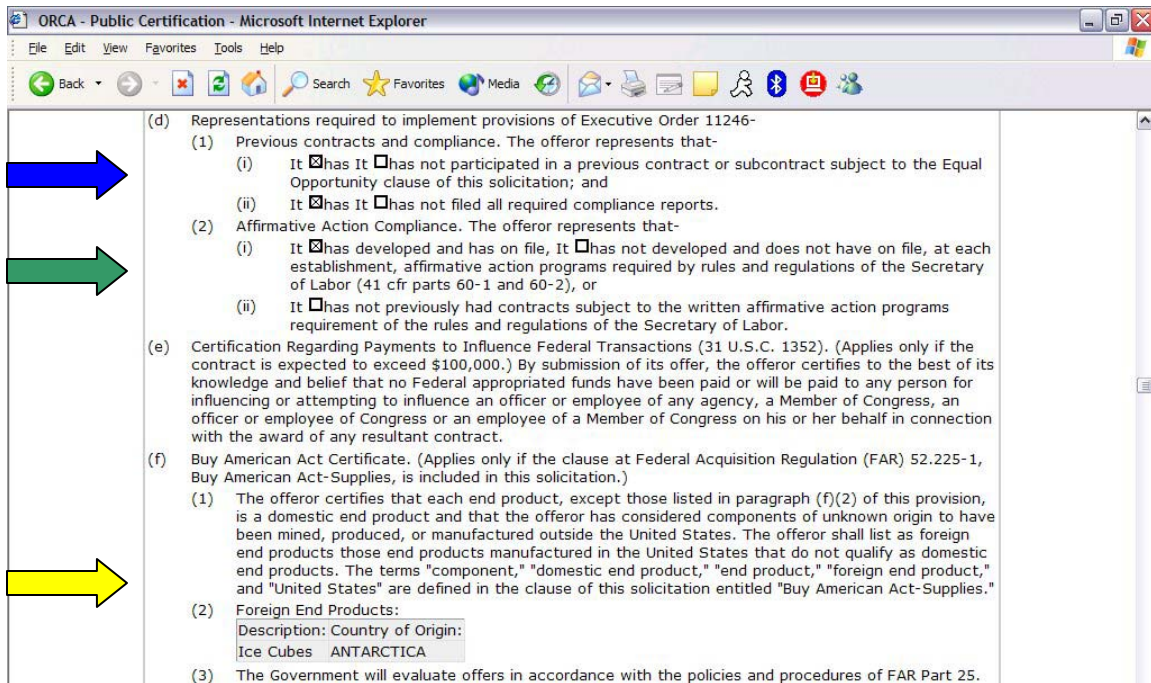 ORCA - Public Certification - Microsoft Internet Explorer
File Edit View Favorites Tools Help
Back Search Favorites Media
(d) Representations required to implement provisions of Executive Order 11246-
(1) Previous contracts and compliance. The offeror represents that-
(i) It ☒has It ☐has not participated in a previous contract or subcontract subject to the Equal
Opportunity clause of this solicitation; and
(ii) It ☒has It ☐has not filed all required compliance reports.
(2) Affirmative Action Compliance. The offeror represents that-
(i) It ☒has developed and has on file, It ☐has not developed and does not have on file, at each
establishment, affirmative action programs required by rules and regulations of the Secretary
of Labor (41 cfr parts 60-1 and 60-2), or
(ii) It ☐has not previously had contracts subject to the written affirmative action programs
requirement of the rules and regulations of the Secretary of Labor.
(e) Certification Regarding Payments to Influence Federal Transactions (31 U.S.C. 1352). (Applies only if the
contract is expected to exceed $100,000.) By submission of its offer, the offeror certifies to the best of its
knowledge and belief that no Federal appropriated funds have been paid or will be paid to any person for
influencing or attempting to influence an officer or employee of any agency, a Member of Congress, an
officer or employee of Congress or an employee of a Member of Congress on his or her behalf in connection
with the award of any resultant contract.
(f) Buy American Act Certificate. (Applies only if the clause at Federal Acquisition Regulation (FAR) 52.225-1,
Buy American Act-Supplies, is included in this solicitation.)
(1) The offeror certifies that each end product, except those listed in paragraph (f)(2) of this provision,
is a domestic end product and that the offeror has considered components of unknown origin to have
been mined, produced, or manufactured outside the United States. The offeror shall list as foreign
end products those end products manufactured in the United States that do not qualify as domestic
end products. The terms "component," "domestic end product," "end product," "foreign end product,"
and "United States" are defined in the clause of this solicitation entitled "Buy American Act-Supplies."
(2) Foreign End Products:
Description: Country of Origin:
Ice Cubes ANTARCTICA
(3) The Government will evaluate offers in accordance with the policies and procedures of FAR Part 25.